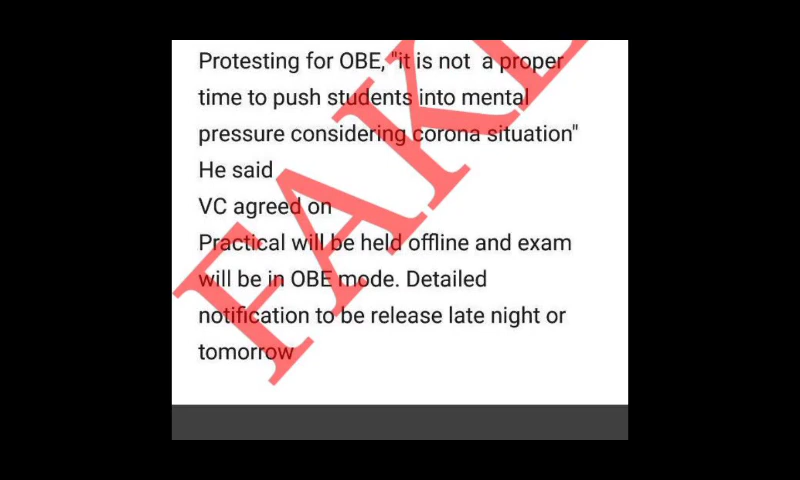 Protesting for OBE, "it is not a proper
time to push students into mental
pressure considering corona situation"
He said
VC agreed on
Practical will be held offline and exam
will be in OBE mode. Detailed
notification to be release late night or
tomorrow
FAKE